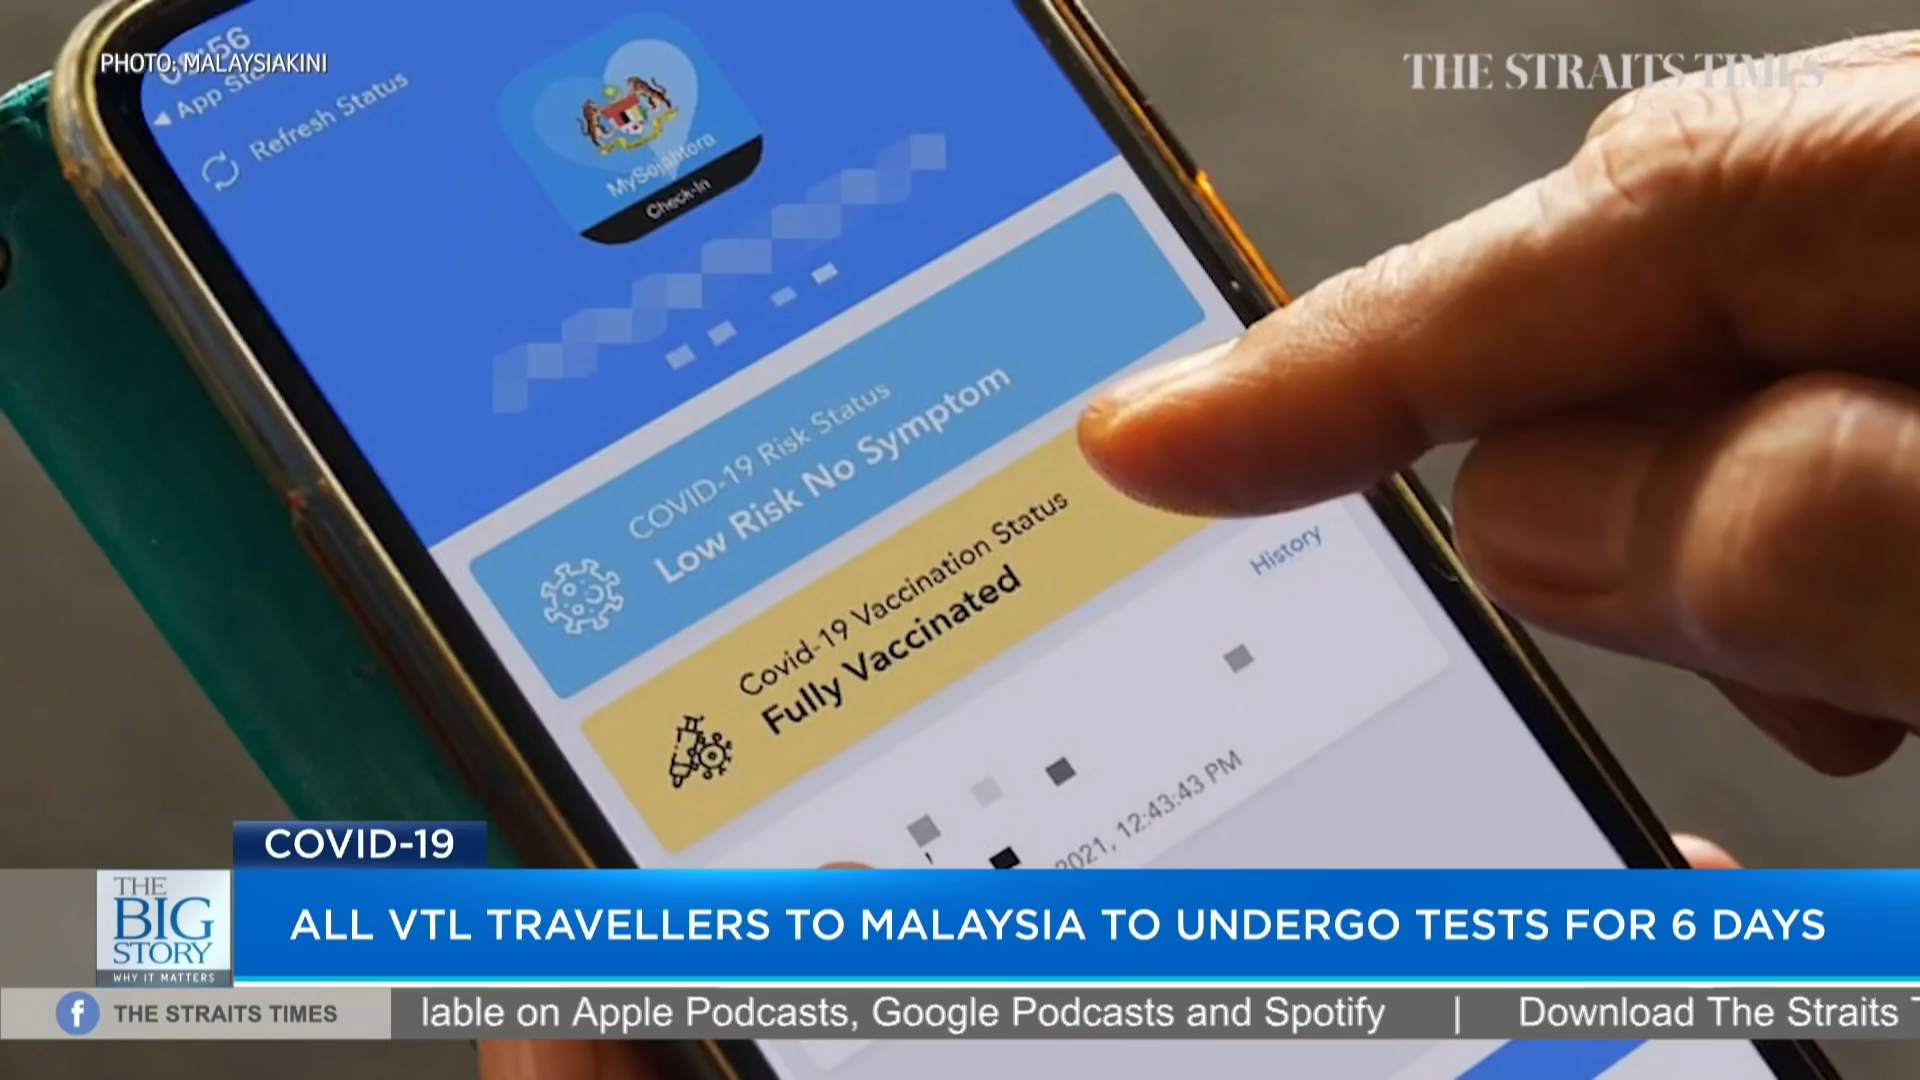 PHOTO: MALAYSIAKINI
THE STRAITS TIMES
App Sto
Refresh Status
MySejahtera
Check-In
COVID-19 Risk Status
Low Risk No Symptom
Covid-19 Vaccination Status
Fully Vaccinated
History
2021, 12:43:43 PM
COVID-19
THE BIG STORY
WHY IT MATTERS
ALL VTL TRAVELLERS TO MALAYSIA TO UNDERGO TESTS FOR 6 DAYS
f THE STRAITS TIMES
lable on Apple Podcasts, Google Podcasts and Spotify | Download The Straits T